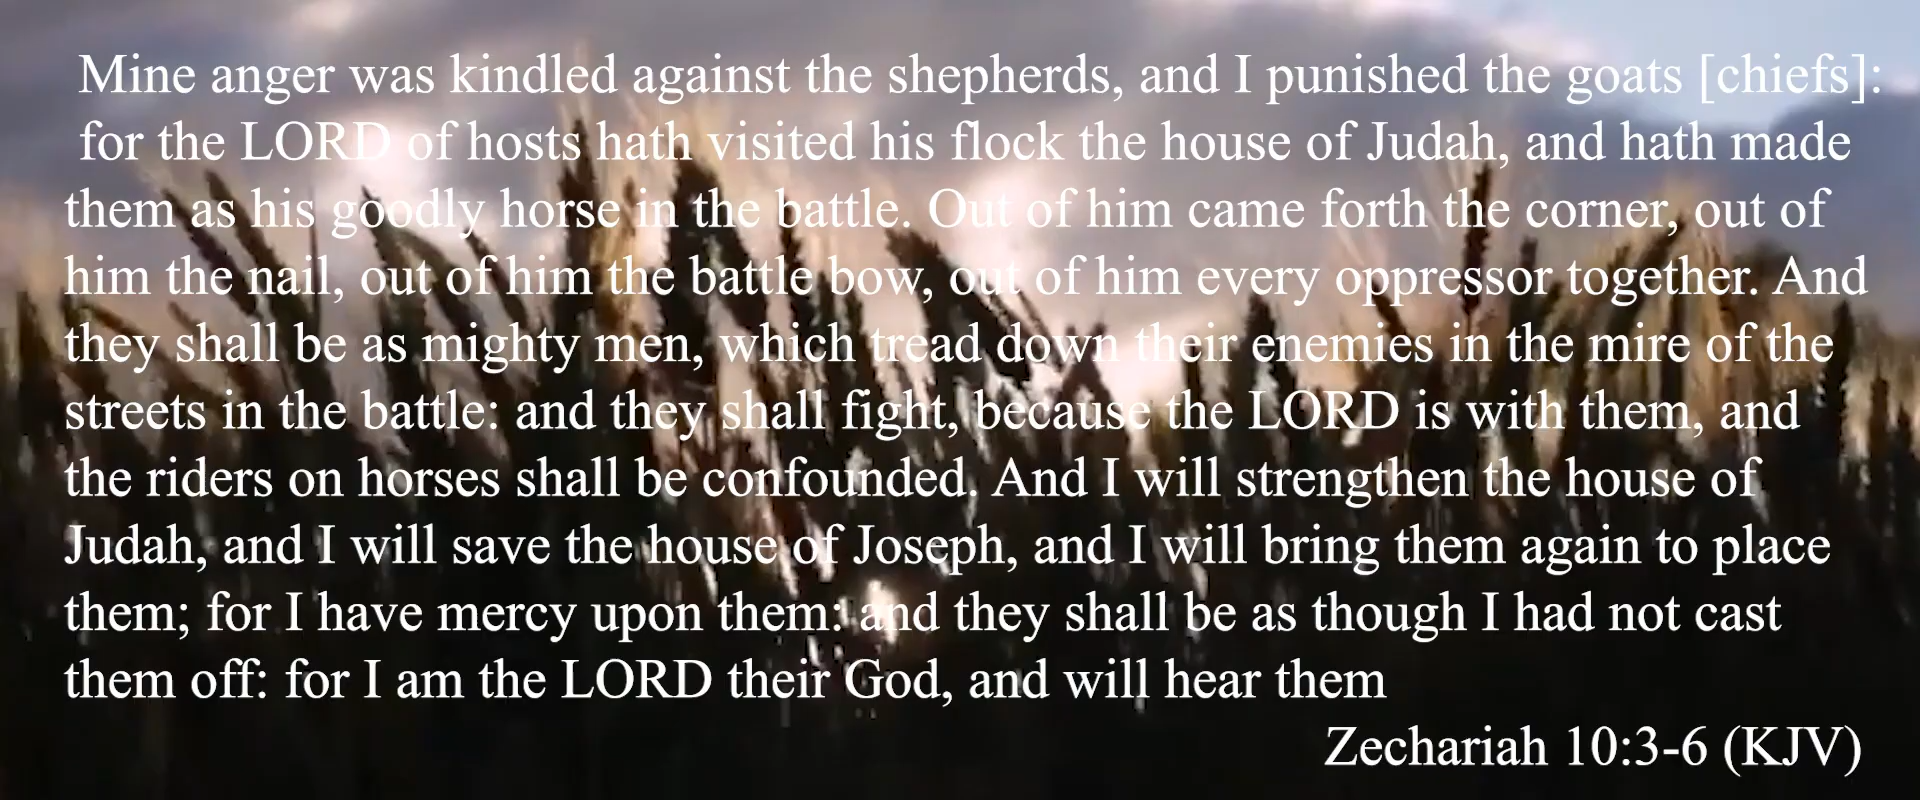 Mine anger was kindled against the shepherds, and I punished the goats [chiefs]:
for the LORD of hosts hath visited his flock the house of Judah, and hath made
them as his goodly horse in the battle. Out of him came forth the corner, out of
him the nail, out of him the battle bow, out of him every oppressor together. And
they shall be as mighty men, which tread down their enemies in the mire of the
streets in the battle: and they shall fight, because the LORD is with them, and
the riders on horses shall be confounded. And I will strengthen the house of
Judah, and I will save the house of Joseph, and I will bring them again to place
them; for I have mercy upon them: and they shall be as though I had not cast
them off: for I am the LORD their God, and will hear them
Zechariah 10:3-6 (KJV)